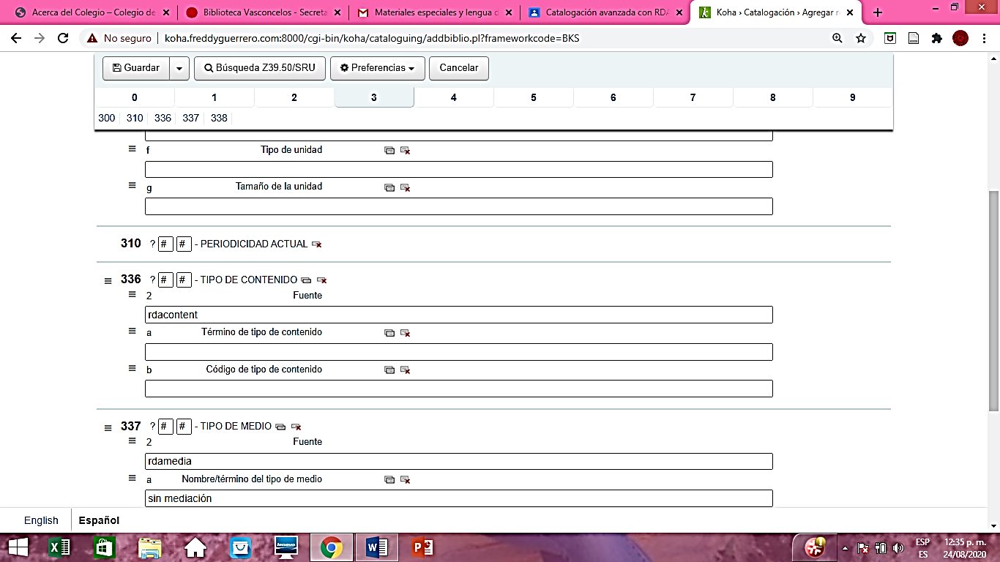 Acerca del Colegio – Colegio de
Biblioteca Vasconcelos - Secreta
Materiales especiales y lengua d
Catalogación avanzada con RDA
Koha › Catalogación › Agregar r
No seguro
koha.freddyguerrero.com:8000/cgi-bin/koha/cataloguing/addbiblio.pl?frameworkcode=BKS
Guardar
Búsqueda Z39.50/SRU
Preferencias
Cancelar
0 1 2 3 4 5 6 7 8 9
300 310 336 337 338
f Tipo de unidad
g Tamaño de la unidad
310 ? # # - PERIODICIDAD ACTUAL
336 ? # # - TIPO DE CONTENIDO
2 Fuente
rdacontent
a Término de tipo de contenido
b Código de tipo de contenido
337 ? # # - TIPO DE MEDIO
2 Fuente
rdamedia
a Nombre/término del tipo de medio
sin mediación
English Español
ESP 12:35 p. m.
ES 24/08/2020